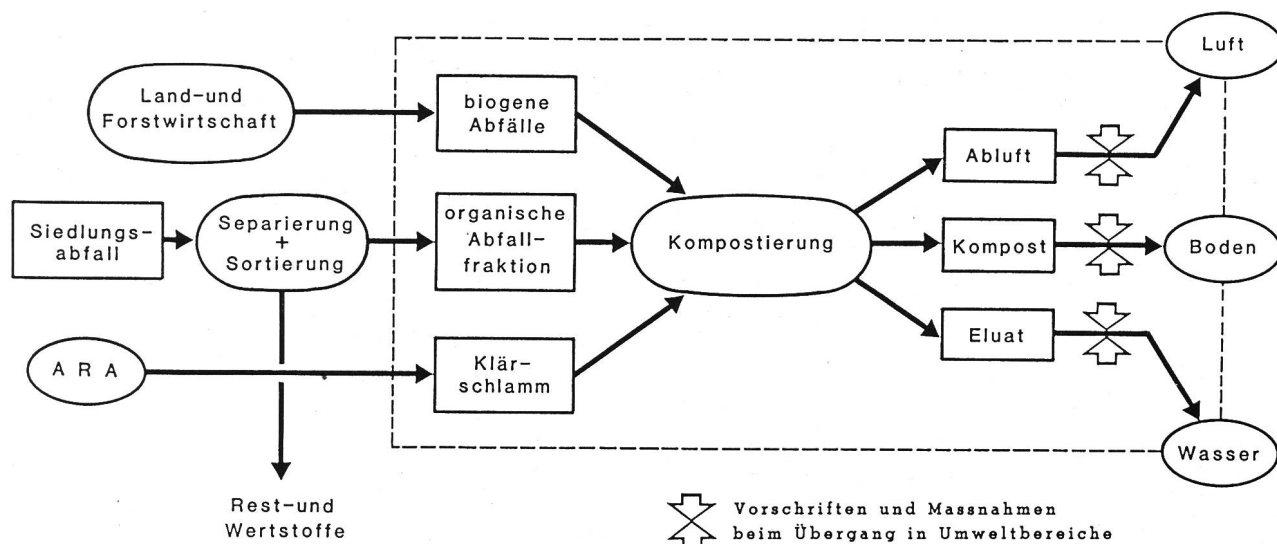 Luft
Land-und
Forstwirtschaft
biogene
Abfälle
Abluft
Siedlungs-
abfall
Separierung
+
Sortierung
organische
Abfall-
fraktion
Kompostierung
Kompost
Boden
Eluat
A R A
Klär-
schlamm
Wasser
Rest-und
Wertstoffe
Vorschriften und Massnahmen
beim Übergang in Umweltbereiche